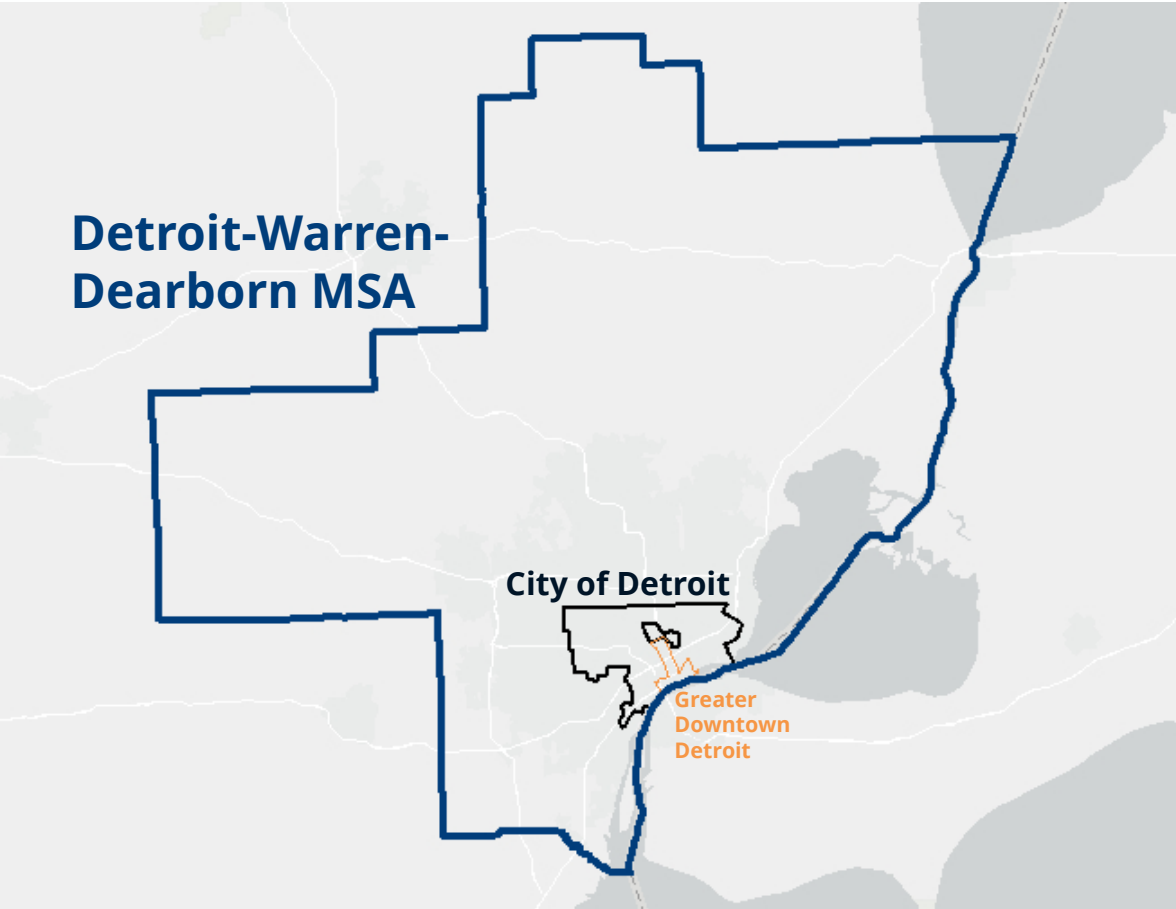 Detroit-Warren-
Dearborn MSA
City of Detroit
Greater
Downtown
Detroit